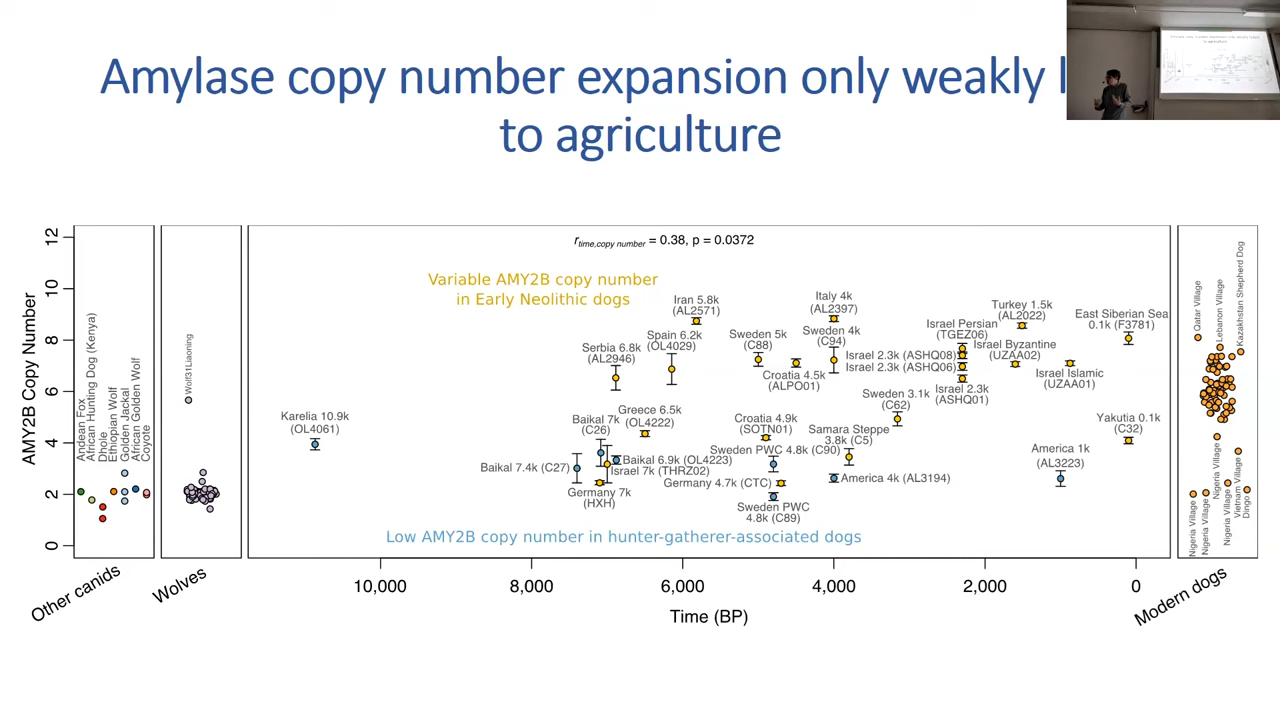 Amylase copy number expansion only weakly
to agriculture
AMY2B Copy Number
12
10
8
6
4
2
0
Andean Fox
African Hunting Dog (Kenya)
Dhole
Ethiopian Wolf
Golden Jackal
African Golden Wolf
Coyote
Other canids
Wolf31Liaoning
Wolves
r time,copy number = 0.38, p = 0.0372
Variable AMY2B copy number
in Early Neolithic dogs
Karelia 10.9k
(OL4061)
Baikal 7.4k (C27)
Baikal 7k
(C26)
Germany 7k
(HXH)
Israel 7k (THRZ02)
Baikal 6.9k (OL4223)
Serbia 6.8k
(AL2946)
Greece 6.5k
(OL4222)
Spain 6.2k
(OL4029)
Iran 5.8k
(AL2571)
Sweden 5k
(C88)
Croatia 4.9k
(SOTN01)
Sweden PWC 4.8k (C90)
Sweden PWC
4.8k (C89)
Germany 4.7k (CTC)
Croatia 4.5k
(ALPO01)
Italy 4k
(AL2397)
Sweden 4k
(C94)
America 4k (AL3194)
Samara Steppe
3.8k (C5)
Sweden 3.1k
(C62)
Israel Persian
(TGEZ06)
Israel 2.3k (ASHQ08)
Israel 2.3k (ASHQ06)
Israel 2.3k
(ASHQ01)
Israel Byzantine
(UZAA02)
Turkey 1.5k
(AL2022)
Israel Islamic
(UZAA01)
America 1k
(AL3223)
East Siberian Sea
0.1k (F3781)
Yakutia 0.1k
(C32)
Low AMY2B copy number in hunter-gatherer-associated dogs
10,000
8,000
6,000
4,000
2,000
0
Time (BP)
Qatar Village
Lebanon Village
Kazakhstan Shepherd Dog
Nigeria Village
Nigeria Village
Nigeria Village
Nigeria Village
Vietnam Village
Dingo
Modern dogs